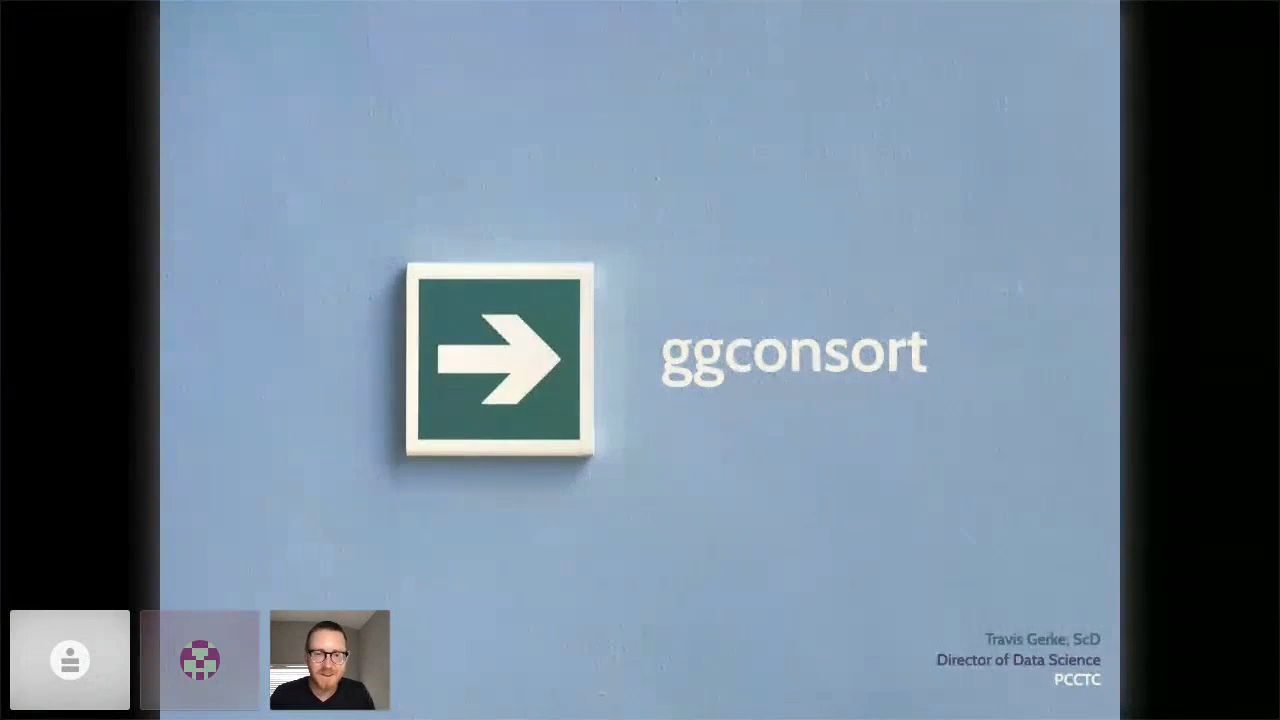 ggconsort
Travis Gerke, ScD
Director of Data Science
PCCTC